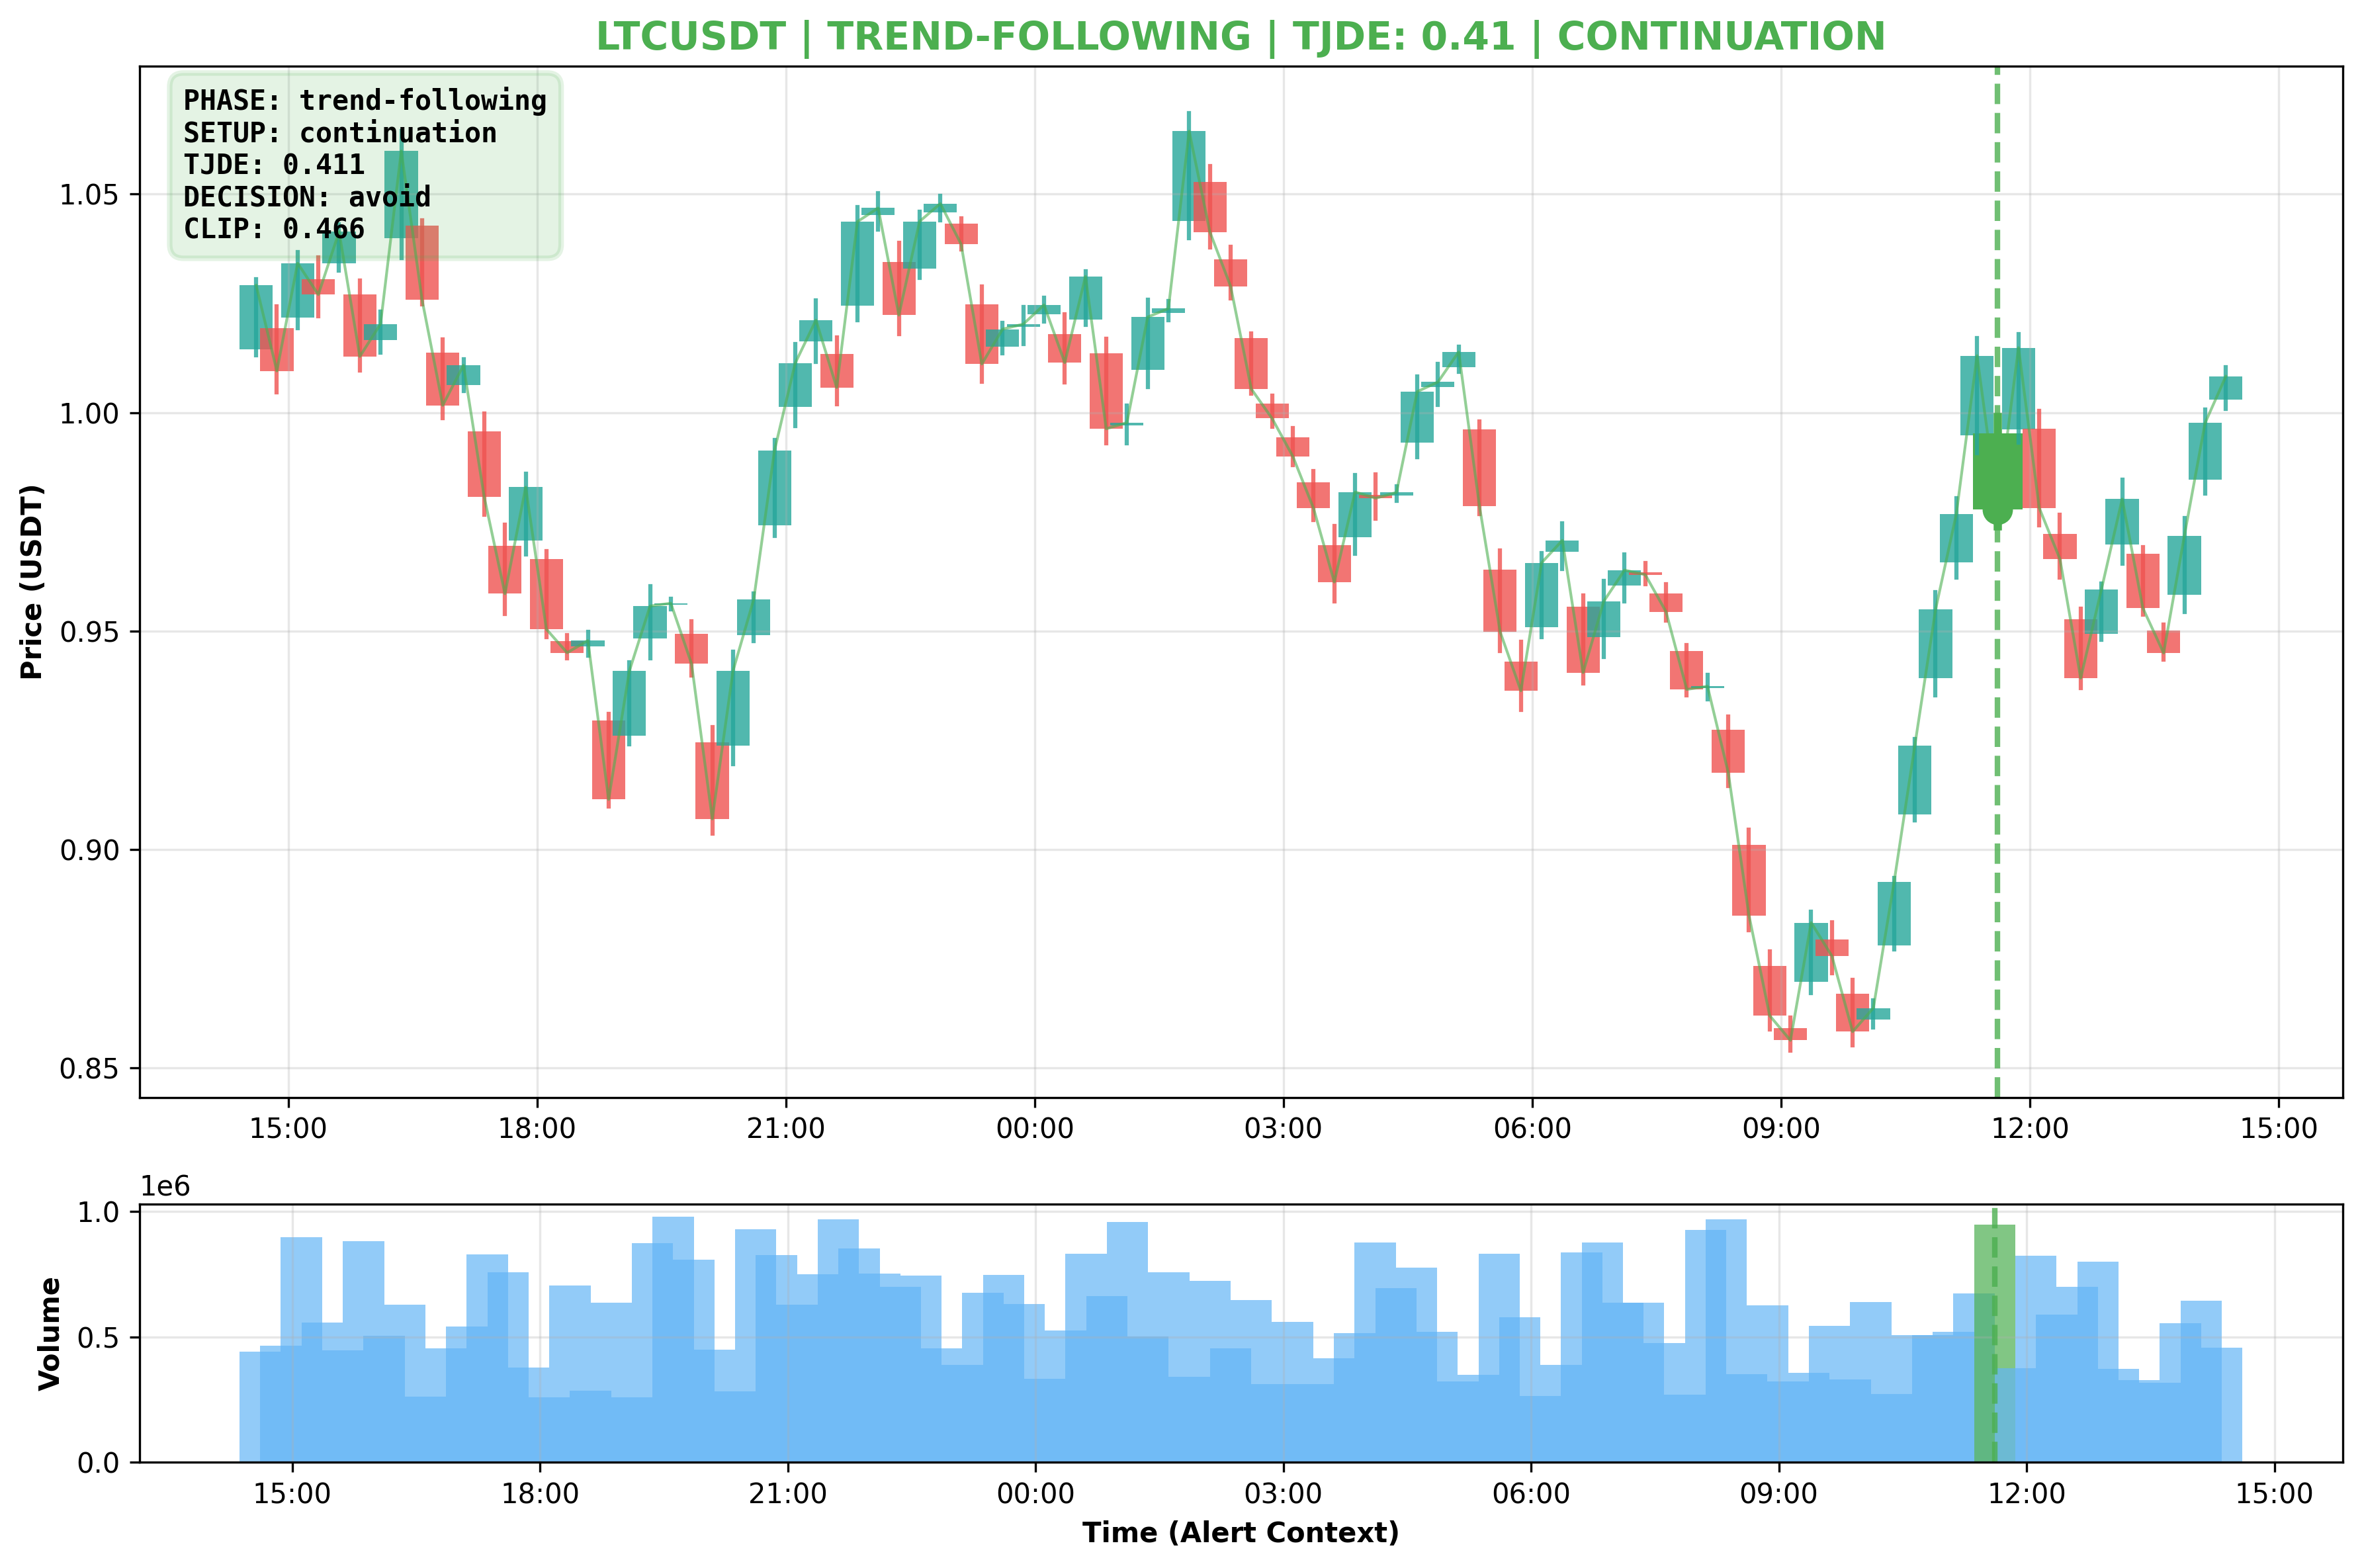 LTCUSDT | TREND-FOLLOWING | TJDE: 0.41 | CONTINUATION
PHASE: trend-following
SETUP: continuation
TJDE: 0.411
DECISION: avoid
CLIP: 0.466
Price (USDT)
1.05
1.00
0.95
0.90
0.85
15:00 18:00 21:00 00:00 03:00 06:00 09:00 12:00 15:00
1e6
Volume
1.0
0.5
0.0
15:00 18:00 21:00 00:00 03:00 06:00 09:00 12:00 15:00
Time (Alert Context)